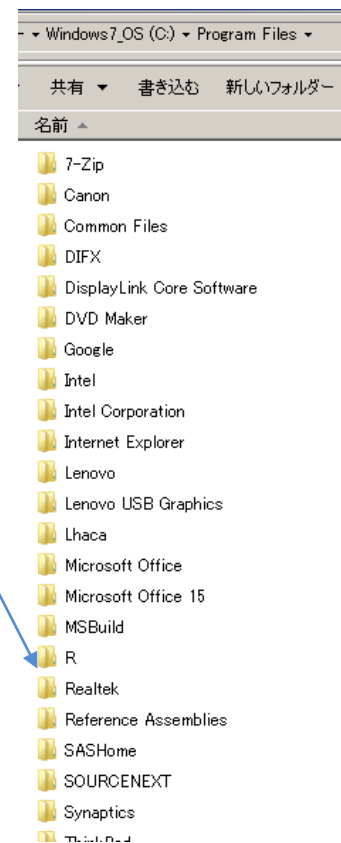 Windows7_OS (C:) ▾ Program Files ▾
共有 ▼ 書き込む 新しいフォルダー
名前
7-Zip
Canon
Common Files
DIFX
DisplayLink Core Software
DVD Maker
Google
Intel
Intel Corporation
Internet Explorer
Lenovo
Lenovo USB Graphics
Lhaca
Microsoft Office
Microsoft Office 15
MSBuild
R
Realtek
Reference Assemblies
SASHome
SOURCENEXT
Synaptics
ThinkPad